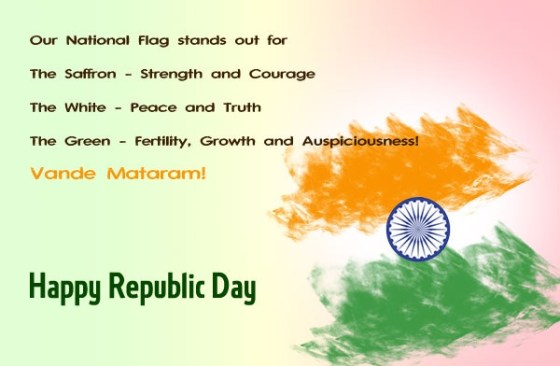 Our National Flag stands out for
The Saffron - Strength and Courage
The White - Peace and Truth
The Green - Fertility, Growth and Auspiciousness!
Vande Mataram!
Happy Republic Day